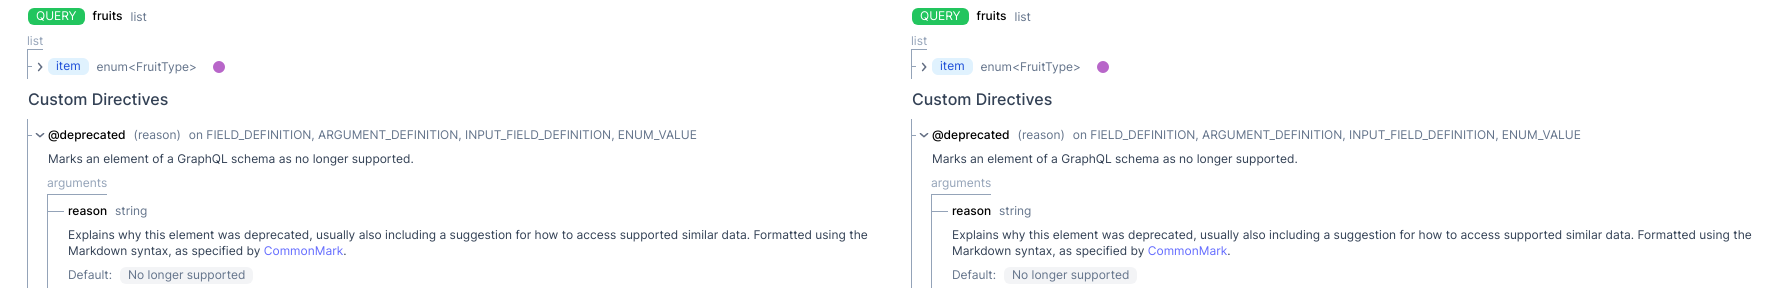 QUERY fruits list
list
item enum<FruitType>
Custom Directives
@deprecated (reason) on FIELD_DEFINITION, ARGUMENT_DEFINITION, INPUT_FIELD_DEFINITION, ENUM_VALUE
Marks an element of a GraphQL schema as no longer supported.
arguments
reason string
Explains why this element was deprecated, usually also including a suggestion for how to access supported similar data. Formatted using the
Markdown syntax, as specified by CommonMark.
Default: No longer supported
QUERY fruits list
list
item enum<FruitType>
Custom Directives
@deprecated (reason) on FIELD_DEFINITION, ARGUMENT_DEFINITION, INPUT_FIELD_DEFINITION, ENUM_VALUE
Marks an element of a GraphQL schema as no longer supported.
arguments
reason string
Explains why this element was deprecated, usually also including a suggestion for how to access supported similar data. Formatted using the
Markdown syntax, as specified by CommonMark.
Default: No longer supported